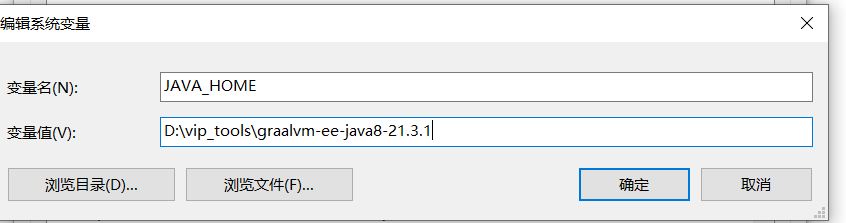 编辑系统变量
变量名(N):
JAVA_HOME
变量值(V):
D:\vip_tools\graalvm-ee-java8-21.3.1
浏览目录(D)...
浏览文件(F)...
确定
取消